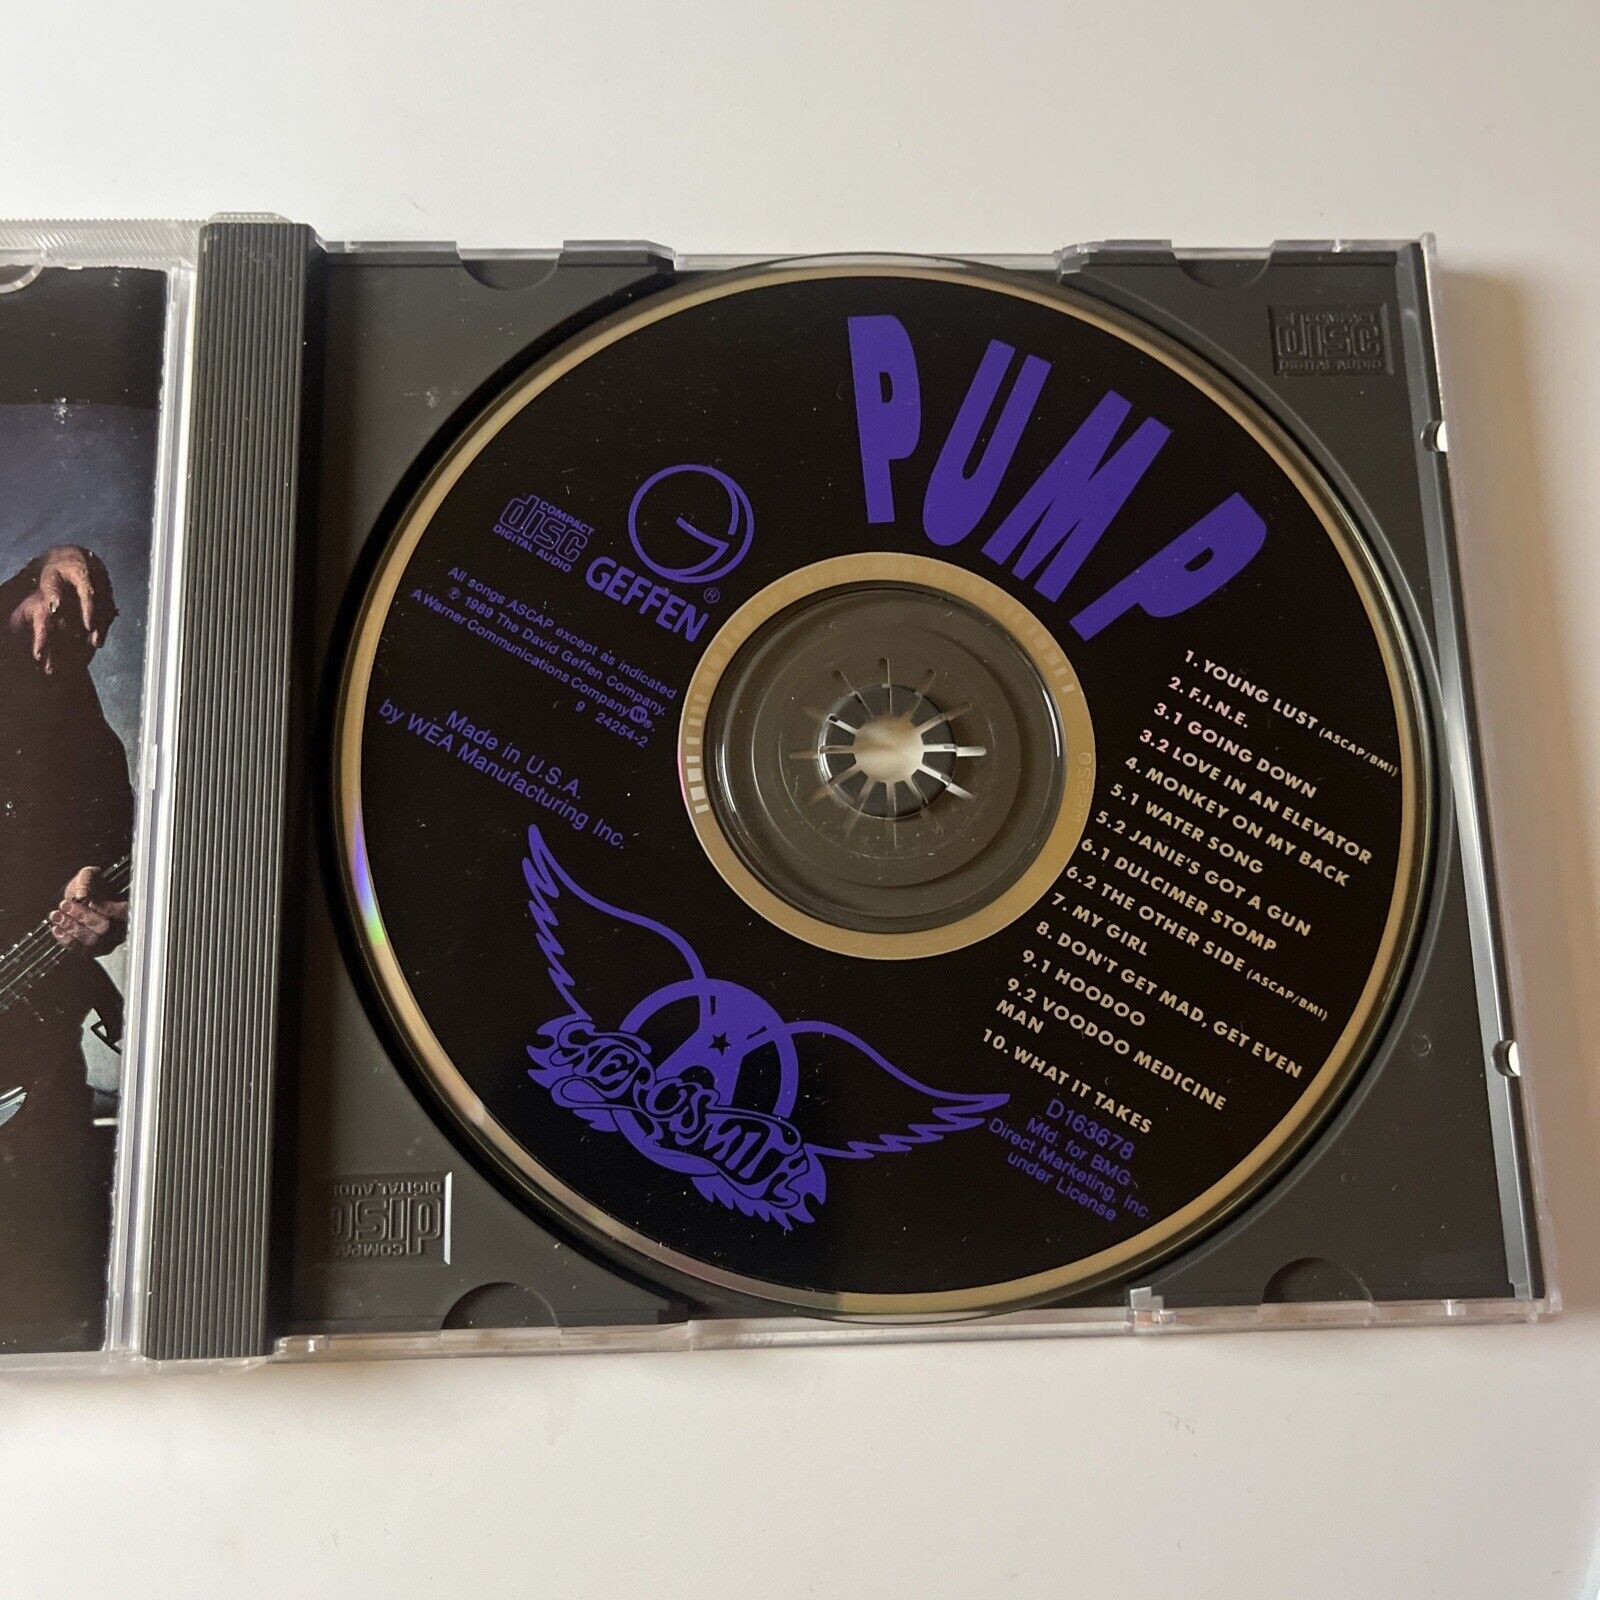 PUMP
COMPACT
disc
DIGITAL AUDIO
GEFFEN®
All songs ASCAP except as indicated
℗ 1989 The David Geffen Company.
A Warner Communications Company.
9 24254-2
Made in U.S.A.
by WEA Manufacturing Inc.
1. YOUNG LUST (ASCAP/BMI)
2. F.I.N.E.
3.1 GOING DOWN
3.2 LOVE IN AN ELEVATOR
4. MONKEY ON MY BACK
5.1 WATER SONG
5.2 JANIE'S GOT A GUN
6.1 DULCIMER STOMP
6.2 THE OTHER SIDE (ASCAP/BMI)
7. MY GIRL
8. DON'T GET MAD, GET EVEN
9.1 HOODOO
9.2 VOODOO MEDICINE
MAN
10. WHAT IT TAKES
D163678
Mfd. for BMG
Direct Marketing, Inc.
under License
AEROSMITH
COMPACT
disc
DIGITAL AUDIO
COMPAC
disc
DIGITAL AUDI